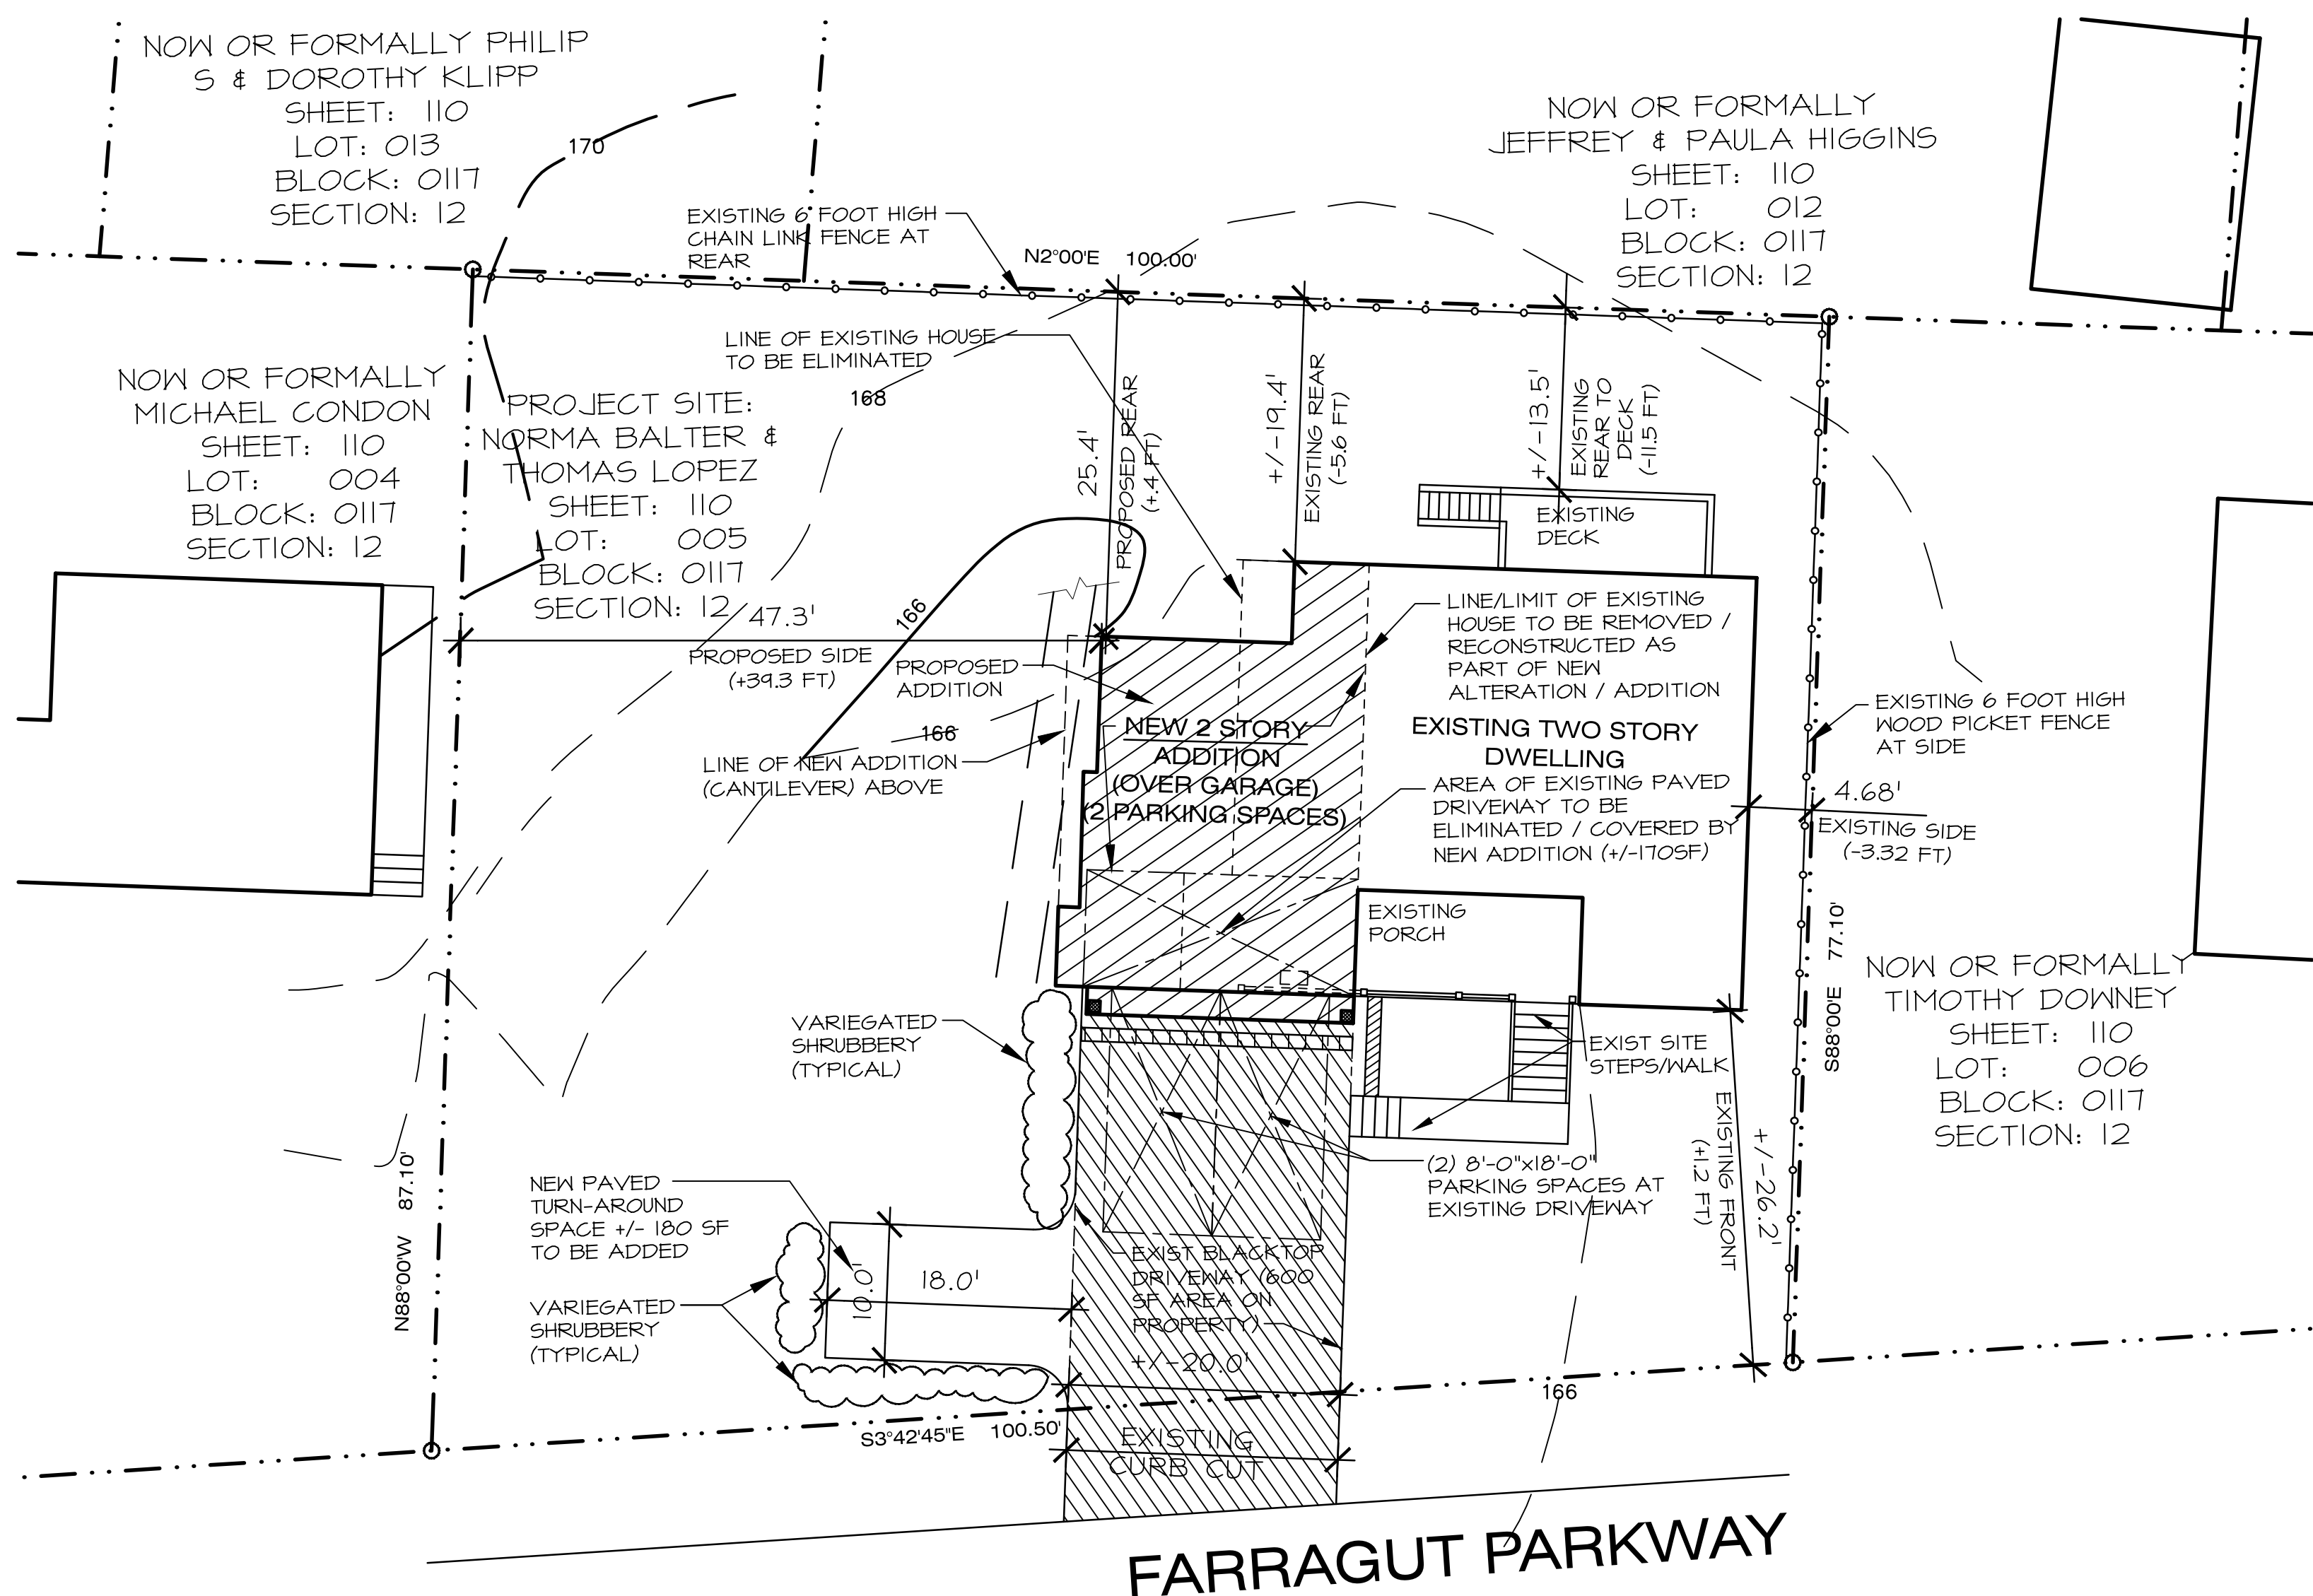 NOW OR FORMALLY PHILIP
S & DOROTHY KLIPP
SHEET: 110
LOT: 013
BLOCK: 0117
SECTION: 12
170
EXISTING 6 FOOT HIGH
CHAIN LINK FENCE AT
REAR
N2°00'E 100.00'
NOW OR FORMALLY
JEFFREY & PAULA HIGGINS
SHEET: 110
LOT: 012
BLOCK: 0117
SECTION: 12
LINE OF EXISTING HOUSE
TO BE ELIMINATED
168
NOW OR FORMALLY
MICHAEL CONDON
SHEET: 110
LOT: 004
BLOCK: 0117
SECTION: 12
PROJECT SITE:
NORMA BALTER &
THOMAS LOPEZ
SHEET: 110
LOT: 005
BLOCK: 0117
SECTION: 12
25.4'
PROPOSED REAR
(+.4 FT)
+/-19.4'
EXISTING REAR
(-5.6 FT)
+/-13.5'
EXISTING
REAR TO
DECK
(-11.5 FT)
EXISTING
DECK
47.3'
PROPOSED SIDE
(+39.3 FT)
166
PROPOSED
ADDITION
166
LINE OF NEW ADDITION
(CANTILEVER) ABOVE
NEW 2 STORY
ADDITION
(OVER GARAGE)
(2 PARKING SPACES)
LINE/LIMIT OF EXISTING
HOUSE TO BE REMOVED /
RECONSTRUCTED AS
PART OF NEW
ALTERATION / ADDITION
EXISTING TWO STORY
DWELLING
AREA OF EXISTING PAVED
DRIVEWAY TO BE
ELIMINATED / COVERED BY
NEW ADDITION (+/-170SF)
EXISTING
PORCH
EXISTING 6 FOOT HIGH
WOOD PICKET FENCE
AT SIDE
4.68'
EXISTING SIDE
(-3.32 FT)
S88°00'E 77.10'
NOW OR FORMALLY
TIMOTHY DOWNEY
SHEET: 110
LOT: 006
BLOCK: 0117
SECTION: 12
VARIEGATED
SHRUBBERY
(TYPICAL)
EXIST SITE
STEPS/WALK
(2) 8'-0"x18'-0"
PARKING SPACES AT
EXISTING DRIVEWAY
EXISTING FRONT
(+1.2 FT)
+/-26.2'
N88°00'W 87.10'
NEW PAVED
TURN-AROUND
SPACE +/- 180 SF
TO BE ADDED
VARIEGATED
SHRUBBERY
(TYPICAL)
10.0'
18.0'
EXIST BLACKTOP
DRIVEWAY (600
SF AREA ON
PROPERTY)
+/-20.0'
166
S3°42'45"E 100.50'
EXISTING
CURB CUT
FARRAGUT PARKWAY